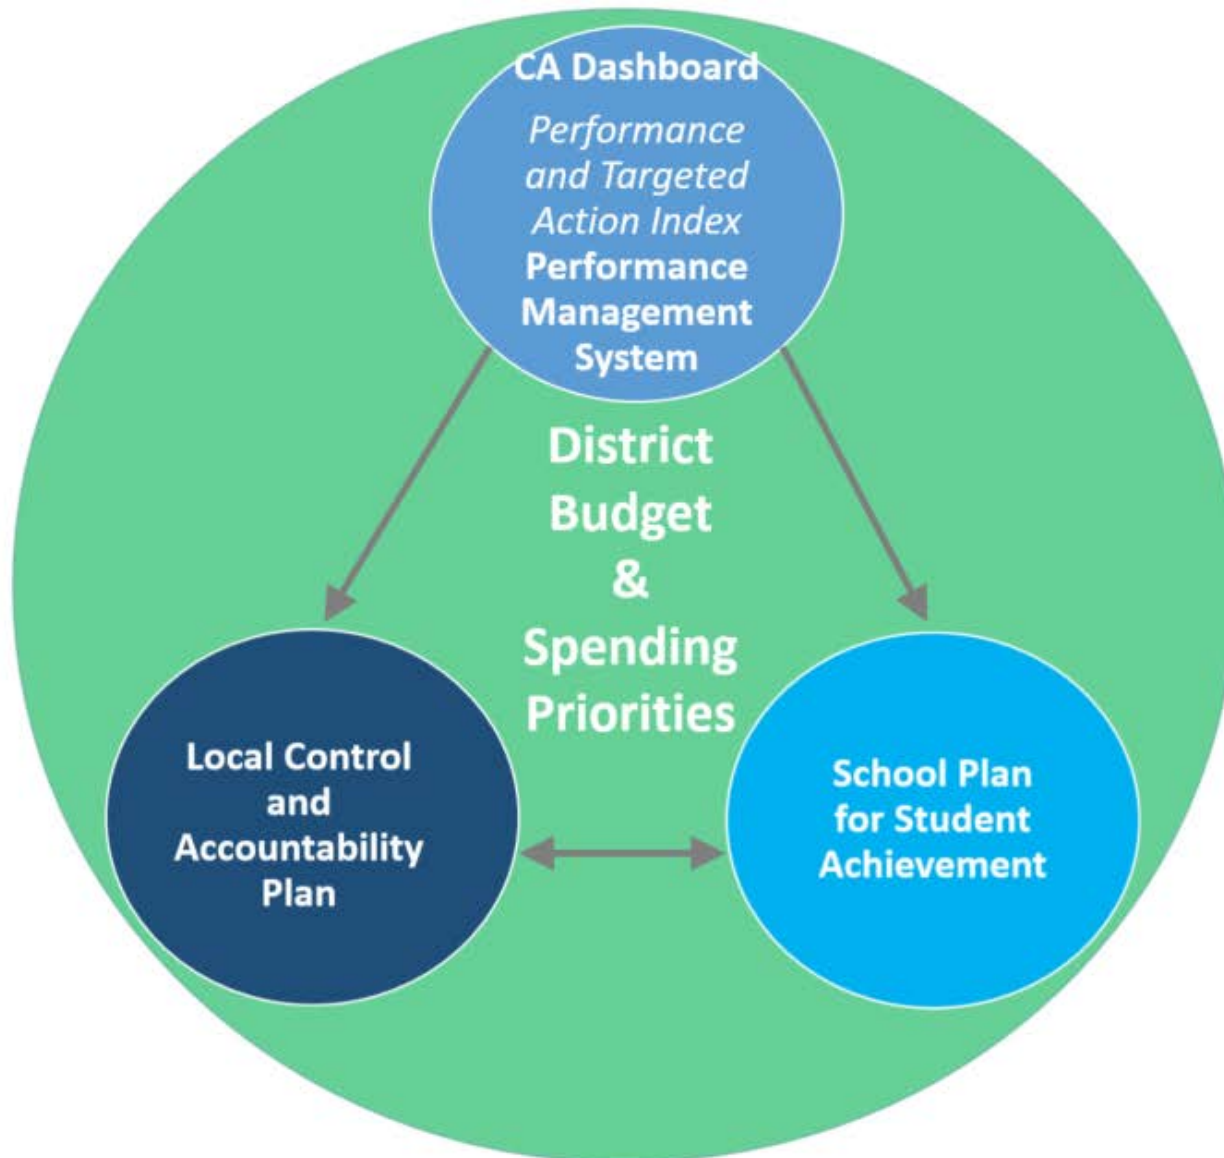 CA Dashboard
Performance
and Targeted
Action Index
Performance
Management
System
District
Budget
&
Spending
Priorities
Local Control
and
Accountability
Plan
School Plan
for Student
Achievement